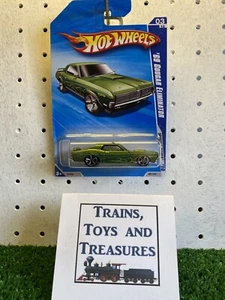 03
HOT WHEELS
'69 COUGAR ELIMINATOR
TRAINS,
TOYS AND
TREASURES